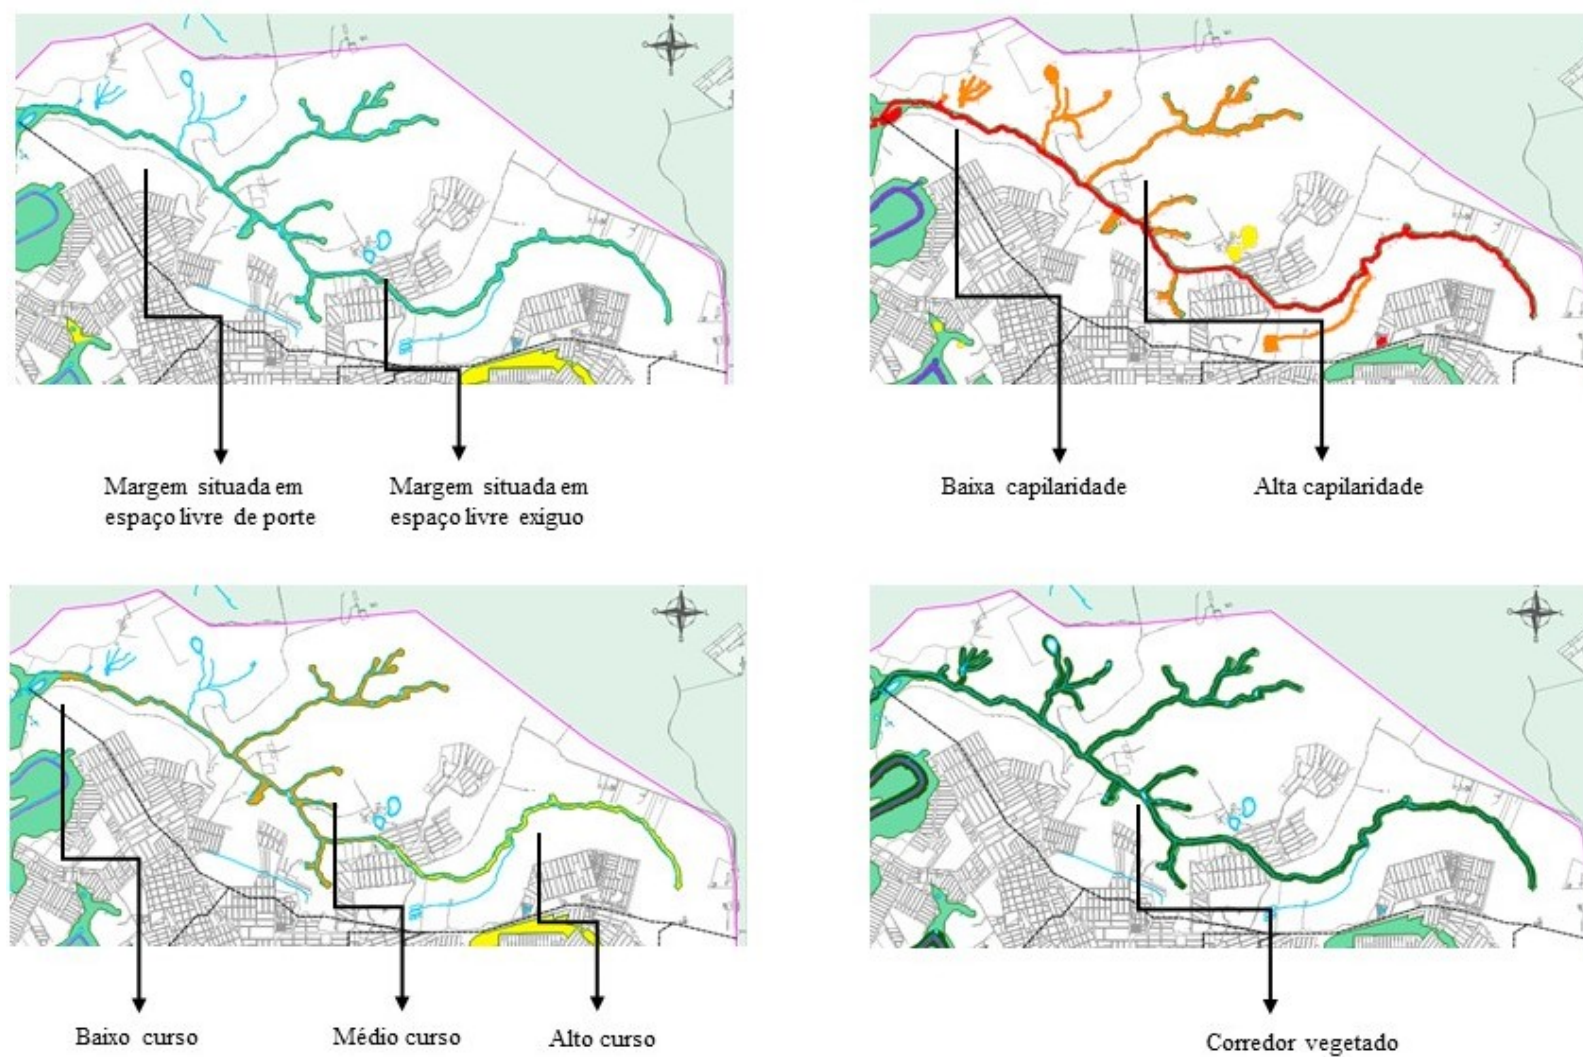 Margem situada em
espaço livre de porte
Margem situada em
espaço livre exíguo
Baixa capilaridade
Alta capilaridade
Baixo curso
Médio curso
Alto curso
Corredor vegetado